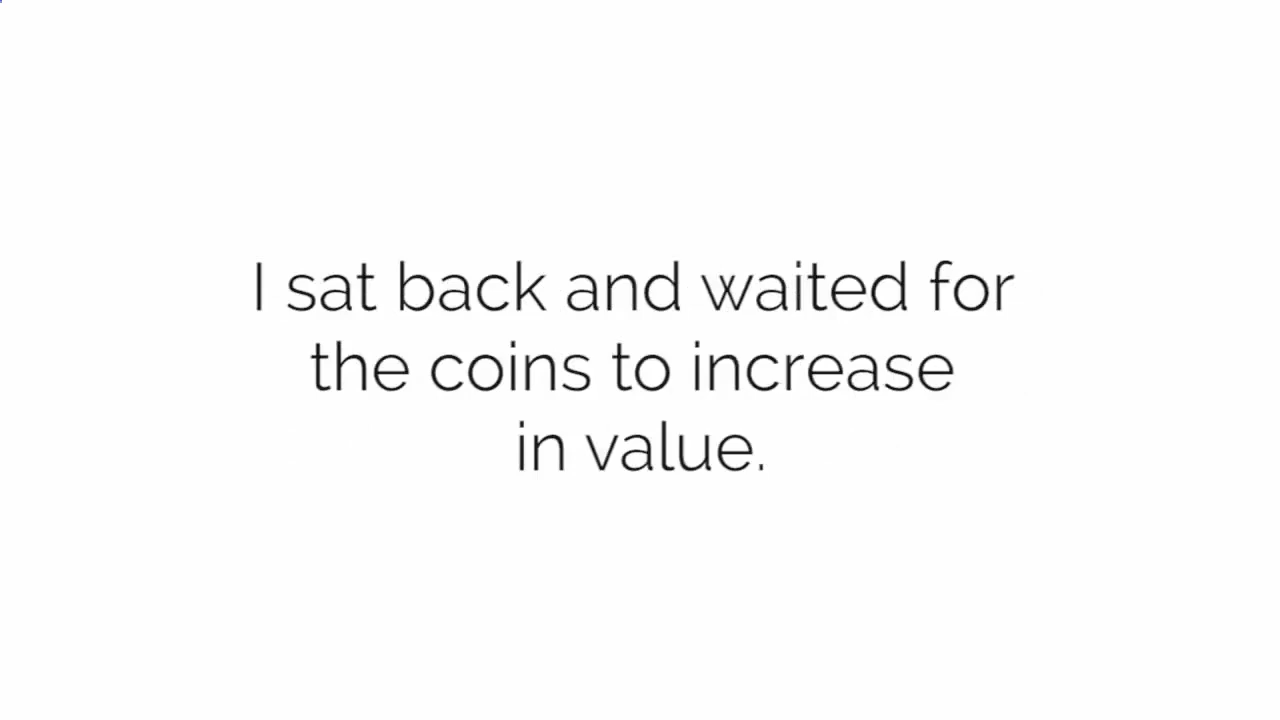 I sat back and waited for
the coins to increase
in value.